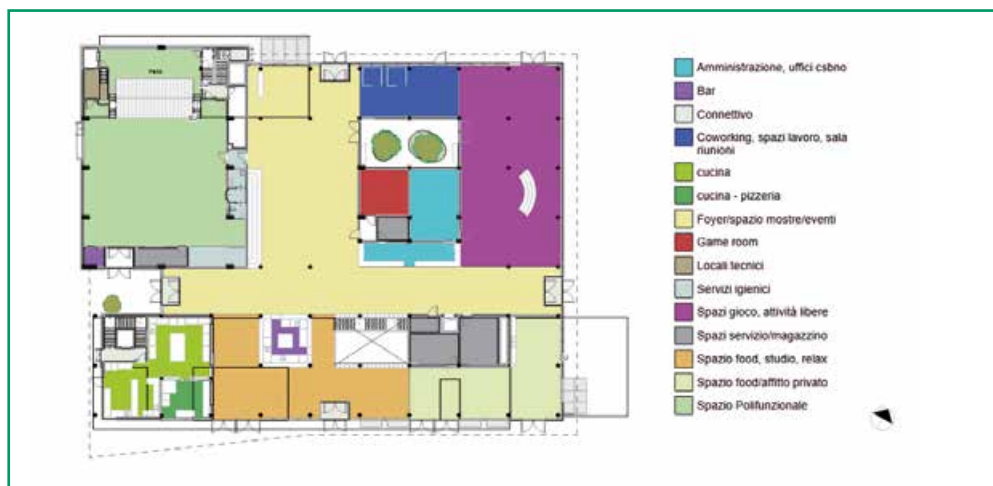 Amministrazione, uffici csbno
Bar
Connettivo
Coworking, spazi lavoro, sala
riunioni
cucina
cucina - pizzeria
Foyer/spazio mostre/eventi
Game room
Locali tecnici
Servizi igienici
Spazi gioco, attività libere
Spazi servizio/magazzino
Spazio food, studio, relax
Spazio food/affitto privato
Spazio Polifunzionale